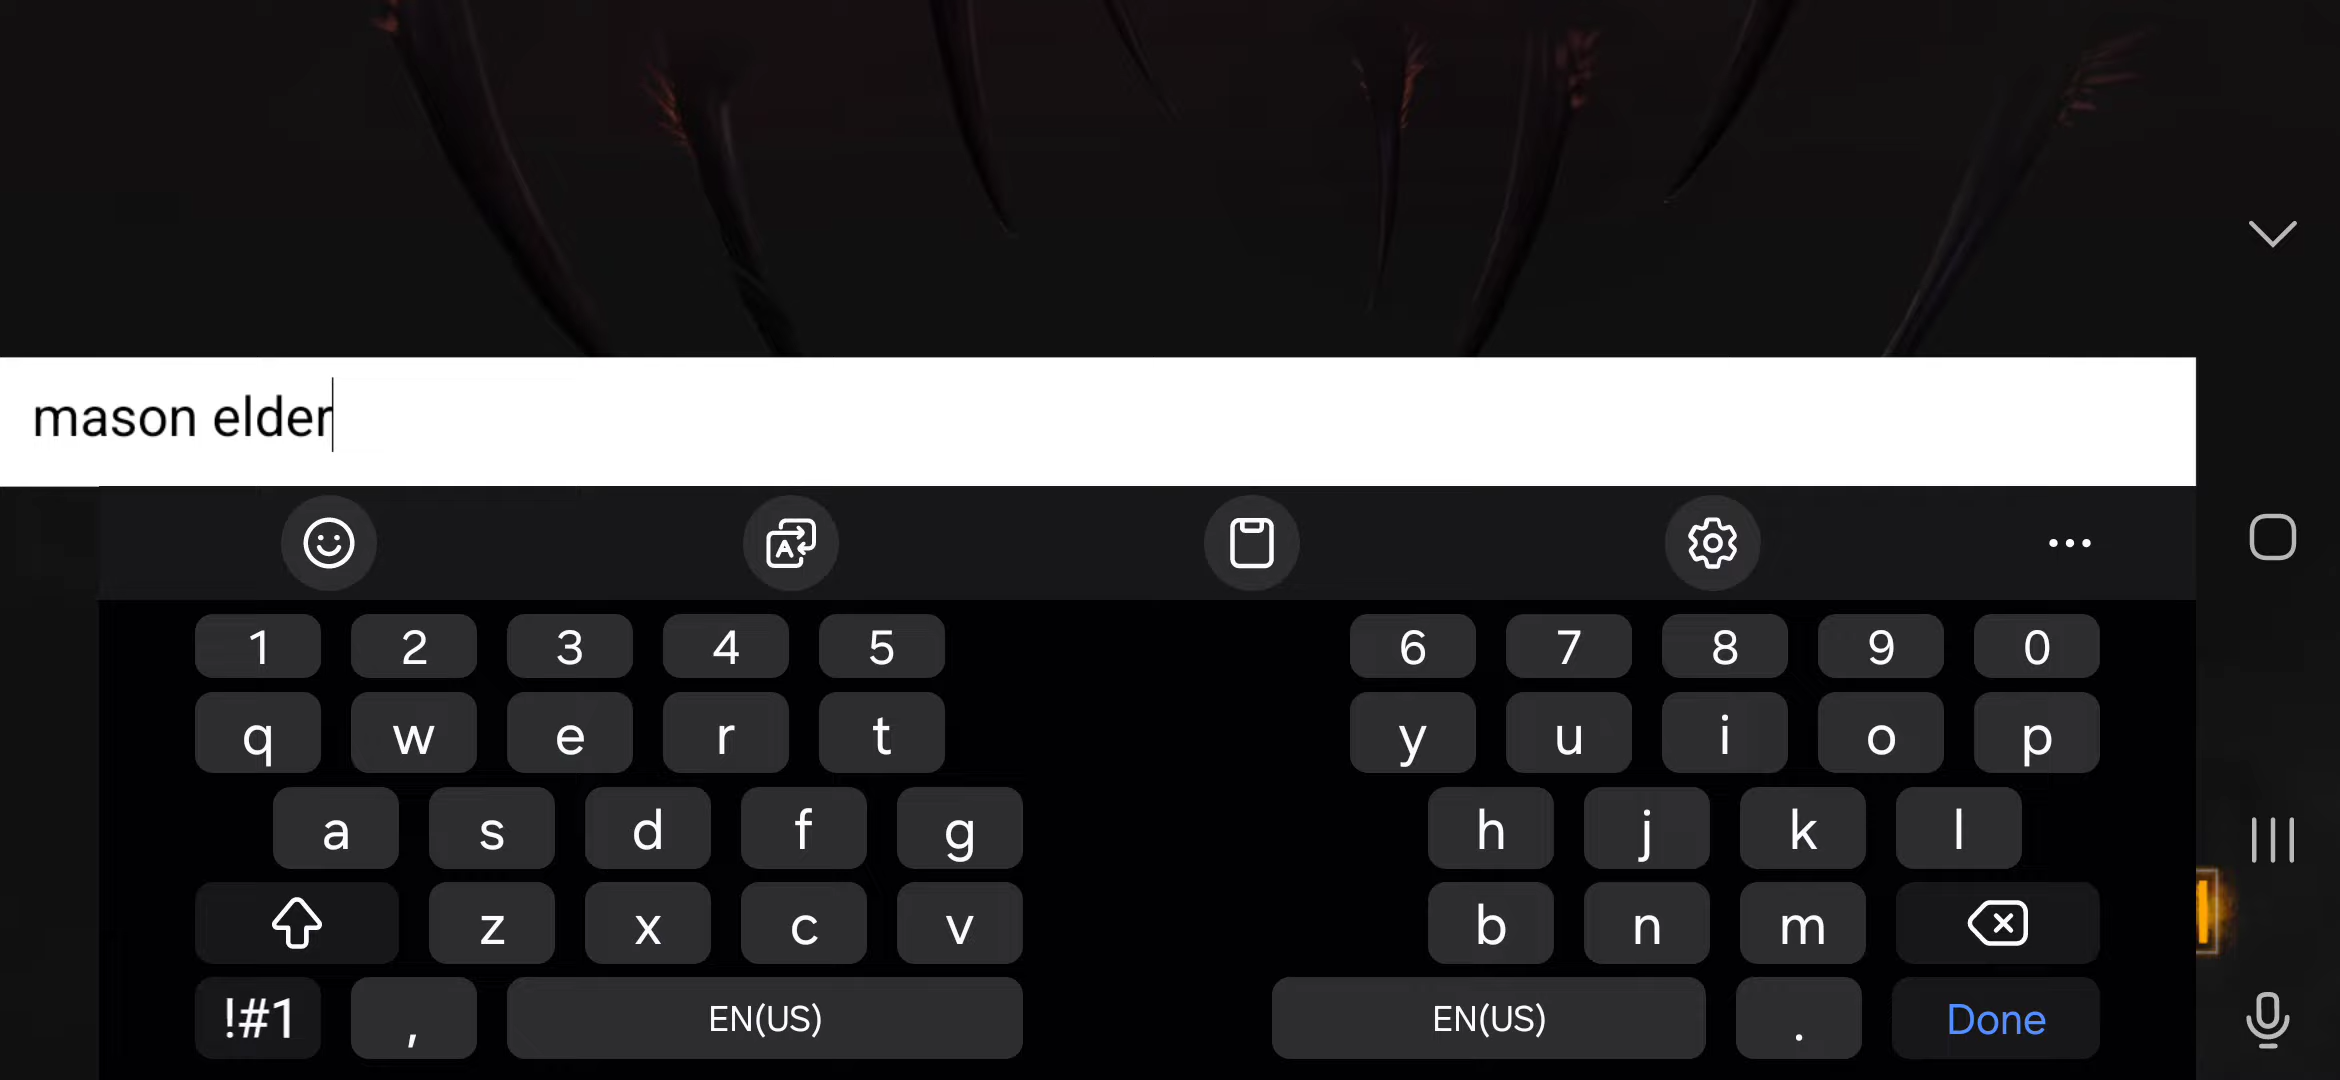 mason elder
1 2 3 4 5 6 7 8 9 0
q w e r t y u i o p
a s d f g h j k l
z x c v b n m
!#1 , EN(US) EN(US) . Done